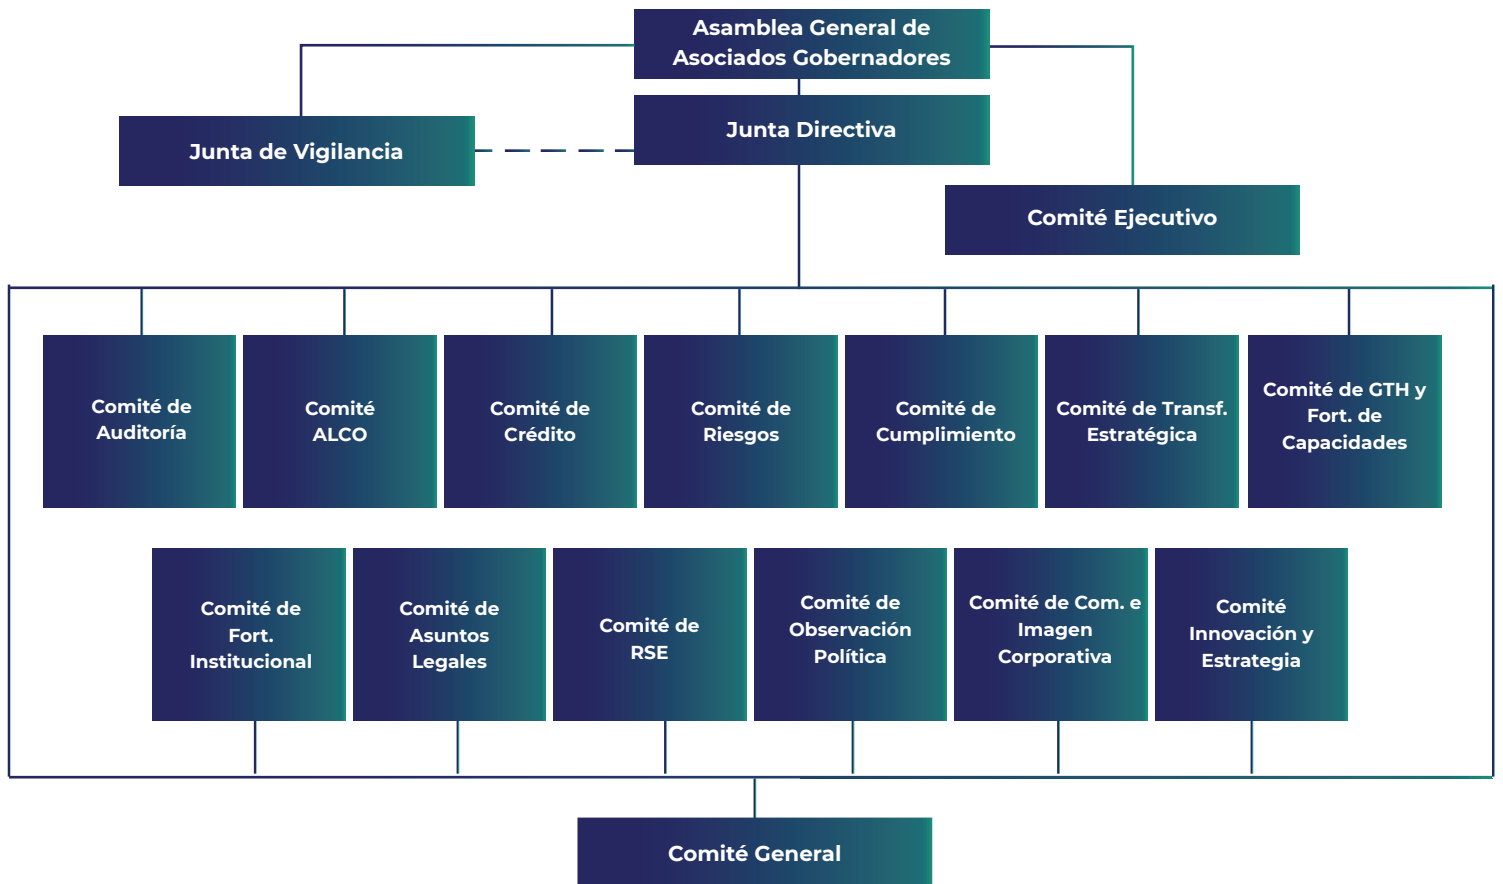 Asamblea General de
Asociados Gobernadores
Junta Directiva
Junta de Vigilancia
Comité Ejecutivo
Comité de
Auditoría
Comité
ALCO
Comité de
Crédito
Comité de
Riesgos
Comité de
Cumplimiento
Comité de Transf.
Estratégica
Comité de GTH y
Fort. de
Capacidades
Comité de
Fort.
Institucional
Comité de
Asuntos
Legales
Comité de
RSE
Comité de
Observación
Política
Comité de Com. e
Imagen
Corporativa
Comité
Innovación y
Estrategia
Comité General